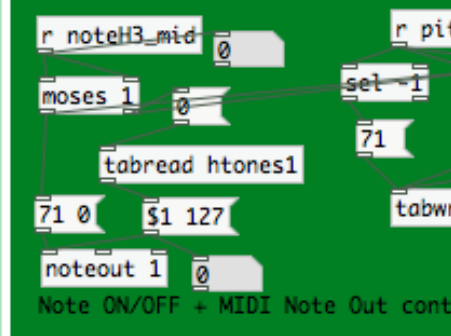 r noteH3_mid
r pit
0
moses 1
sel -1
0
71
tabread htones1
71 0
$1 127
tabwr
noteout 1
0
Note ON/OFF + MIDI Note Out cont